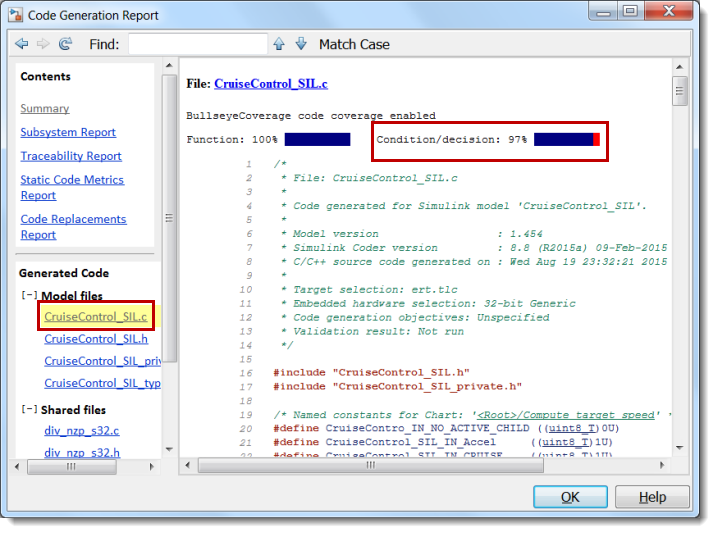 Code Generation Report
Find:
Match Case
Contents
Summary
Subsystem Report
Traceability Report
Static Code Metrics
Report
Code Replacements
Report
Generated Code
[-] Model files
CruiseControl_SIL.c
CruiseControl_SIL.h
CruiseControl_SIL_priv
CruiseControl_SIL_typ
[-] Shared files
div_nzp_s32.c
div_nzp_s32.h
File: CruiseControl_SIL.c
BullseyeCoverage code coverage enabled
Function: 100% Condition/decision: 97%
1 /*
2 * File: CruiseControl_SIL.c
3 *
4 * Code generated for Simulink model 'CruiseControl_SIL'.
5 *
6 * Model version : 1.454
7 * Simulink Coder version : 8.8 (R2015a) 09-Feb-2015
8 * C/C++ source code generated on : Wed Aug 19 23:32:21 2015
9 *
10 * Target selection: ert.tlc
11 * Embedded hardware selection: 32-bit Generic
12 * Code generation objectives: Unspecified
13 * Validation result: Not run
14 */
15
16 #include "CruiseControl_SIL.h"
17 #include "CruiseControl_SIL_private.h"
18
19 /* Named constants for Chart: '<Root>/Compute target speed'
20 #define CruiseContro_IN_NO_ACTIVE_CHILD ((uint8_T)0U)
21 #define CruiseControl_SIL_IN_Accel ((uint8_T)1U)
22 #define CruiseControl_SIL_IN_CRUISE ((uint8_T)1U)
OK
Help